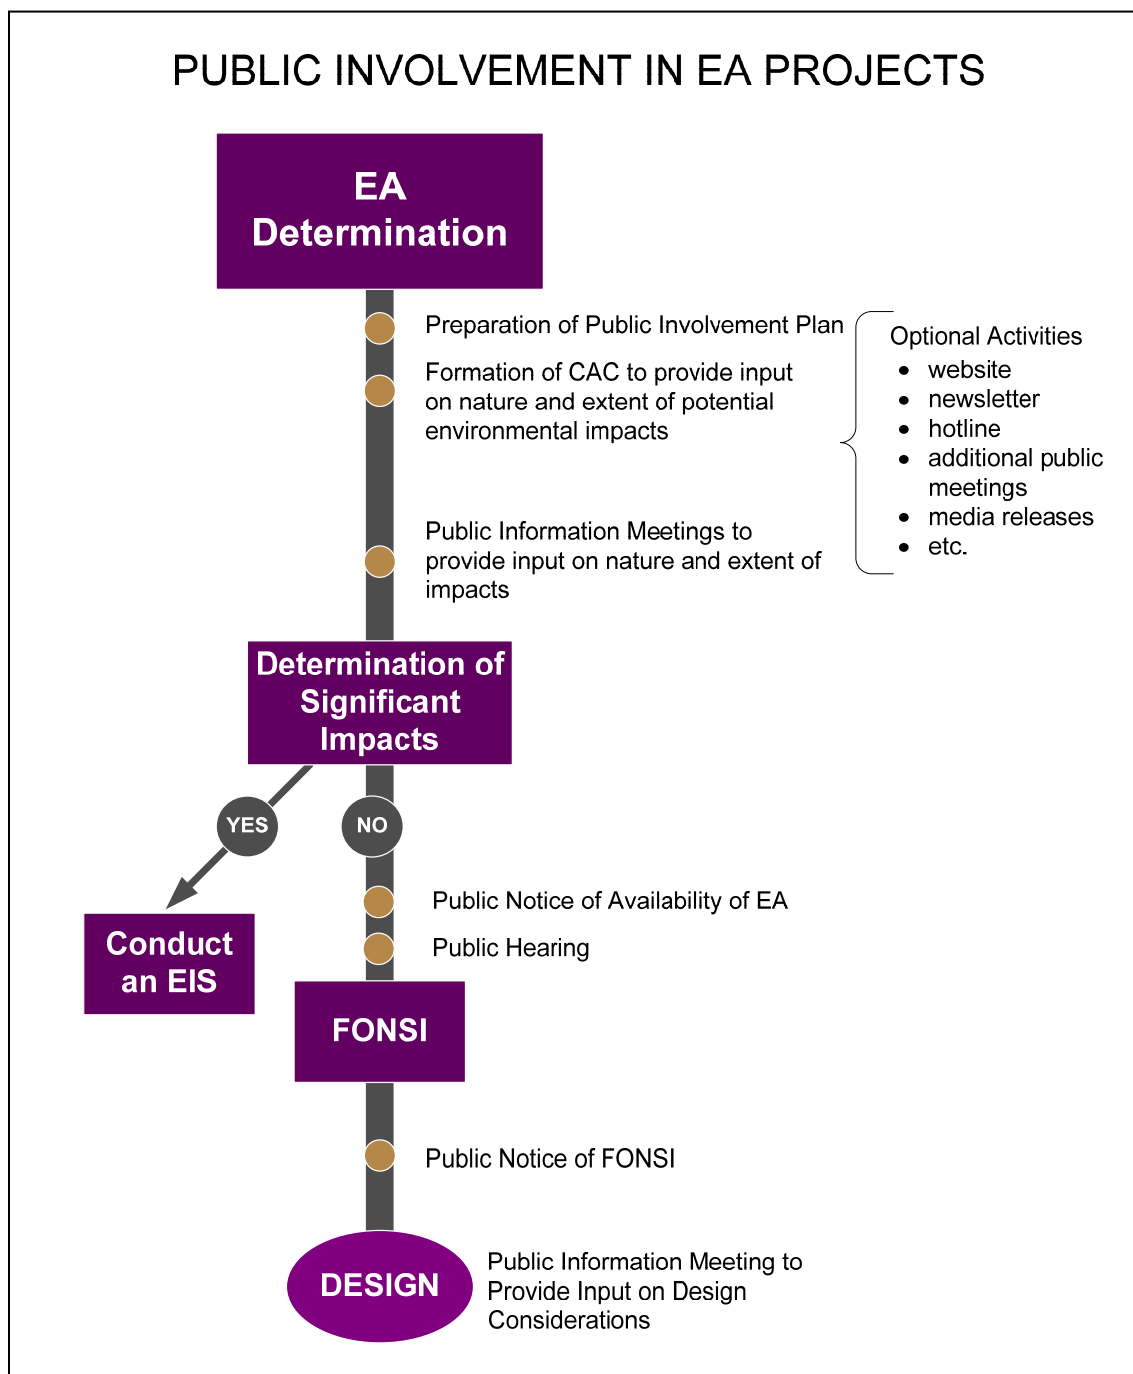 PUBLIC INVOLVEMENT IN EA PROJECTS
EA
Determination
Preparation of Public Involvement Plan
Formation of CAC to provide input
on nature and extent of potential
environmental impacts
Public Information Meetings to
provide input on nature and extent of
impacts
Optional Activities
• website
• newsletter
• hotline
• additional public
meetings
• media releases
• etc.
Determination of
Significant
Impacts
YES
NO
Public Notice of Availability of EA
Public Hearing
Conduct
an EIS
FONSI
Public Notice of FONSI
DESIGN
Public Information Meeting to
Provide Input on Design
Considerations